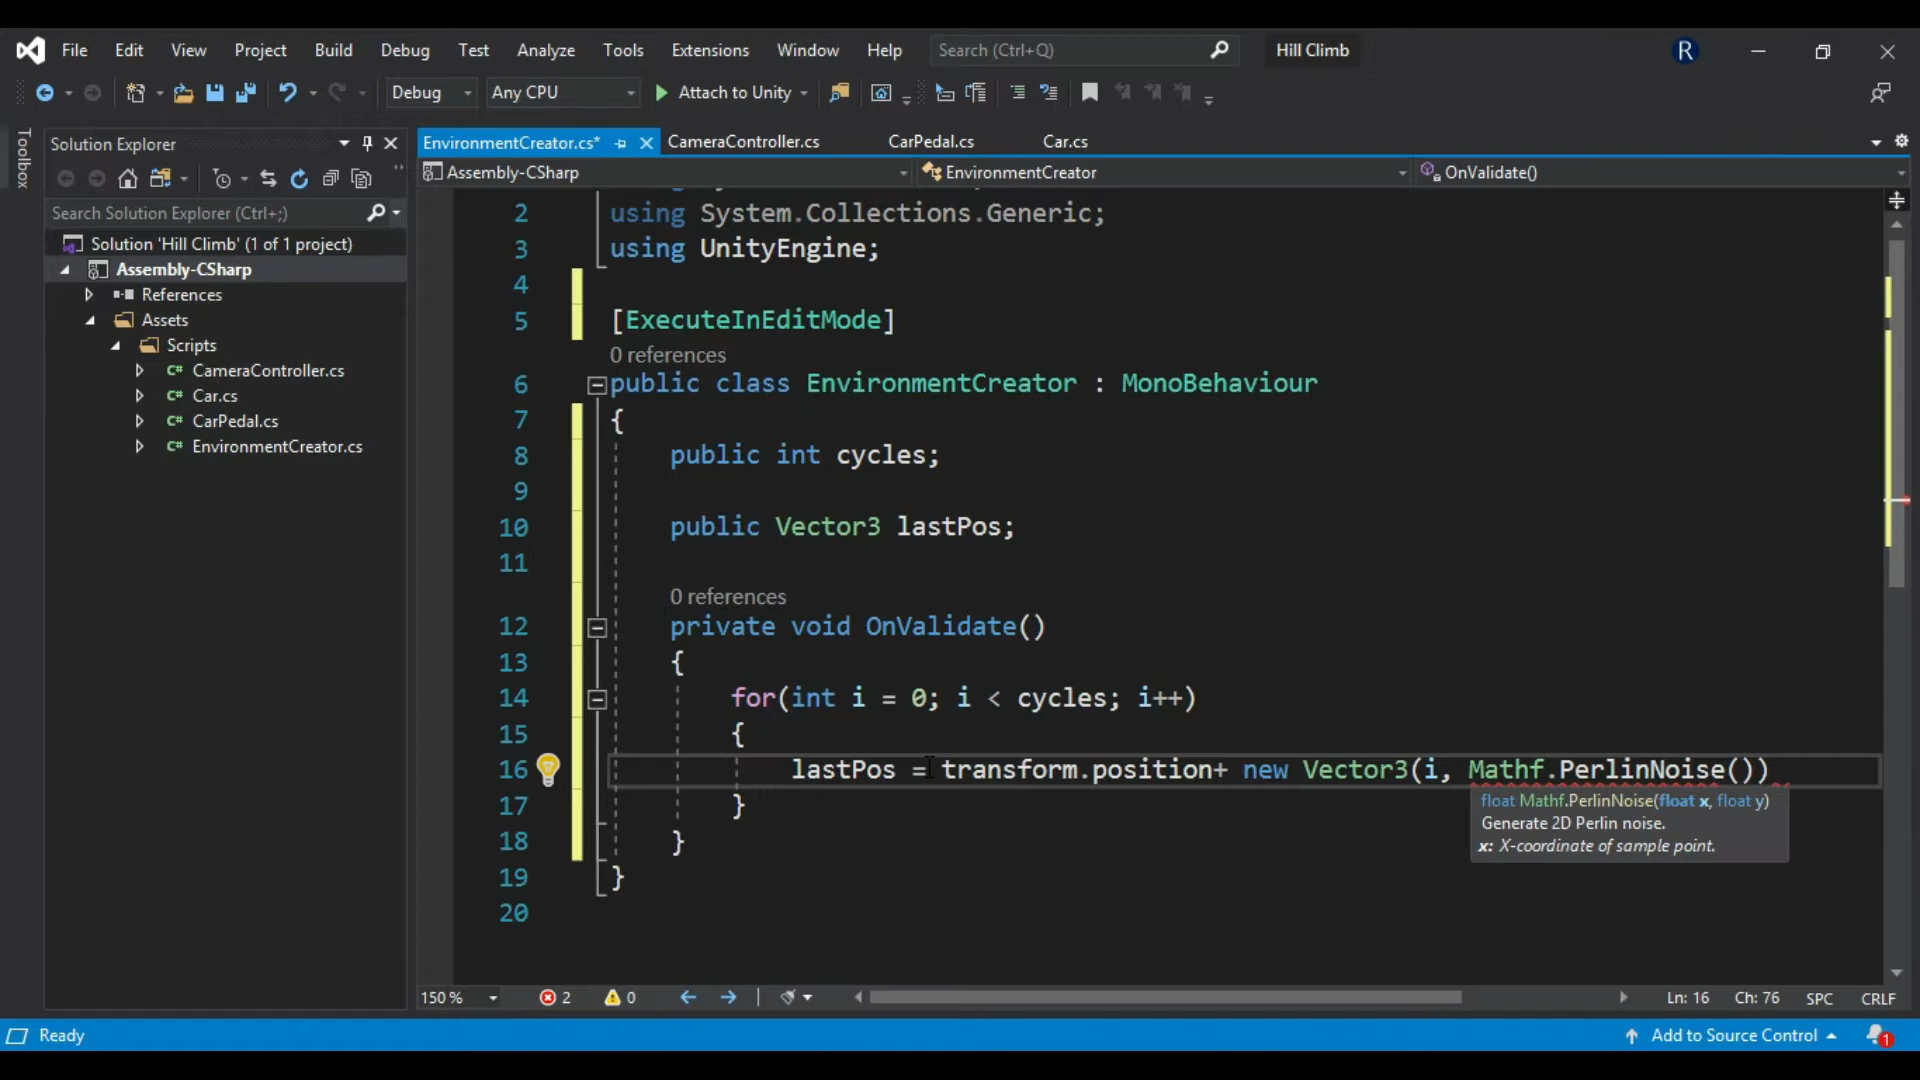 File Edit View Project Build Debug Test Analyze Tools Extensions Window Help Search (Ctrl+Q) Hill Climb R
Debug Any CPU Attach to Unity
Toolbox
Solution Explorer
Search Solution Explorer (Ctrl+;)
Solution 'Hill Climb' (1 of 1 project)
Assembly-CSharp
References
Assets
Scripts
C# CameraController.cs
C# Car.cs
C# CarPedal.cs
C# EnvironmentCreator.cs
EnvironmentCreator.cs* CameraController.cs CarPedal.cs Car.cs
Assembly-CSharp EnvironmentCreator OnValidate()
2 using System.Collections.Generic;
3 using UnityEngine;
4
5 [ExecuteInEditMode]
0 references
6 public class EnvironmentCreator : MonoBehaviour
7 {
8 public int cycles;
9
10 public Vector3 lastPos;
11
0 references
12 private void OnValidate()
13 {
14 for(int i = 0; i < cycles; i++)
15 {
16 lastPos = transform.position+ new Vector3(i, Mathf.PerlinNoise())
float Mathf.PerlinNoise(float x, float y)
Generate 2D Perlin noise.
x: X-coordinate of sample point.
17 }
18 }
19 }
20
150 % 2 0 Ln: 16 Ch: 76 SPC CRLF
Ready Add to Source Control 1